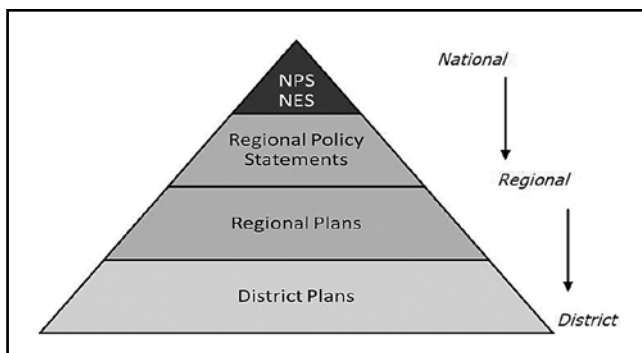 NPS
NES
Regional Policy
Statements
Regional Plans
District Plans
National
Regional
District